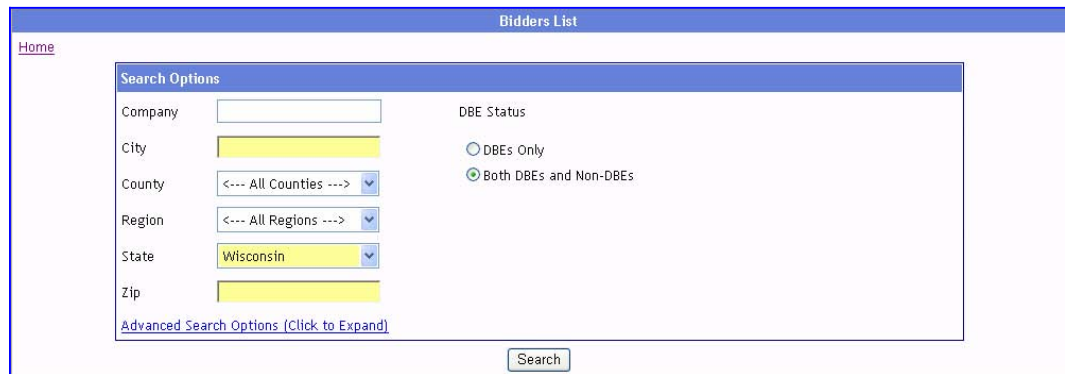 Bidders List
Home
Search Options
Company
DBE Status
City
DBEs Only
Both DBEs and Non-DBEs
County
<--- All Counties --->
Region
<--- All Regions --->
State
Wisconsin
Zip
Advanced Search Options (Click to Expand)
Search